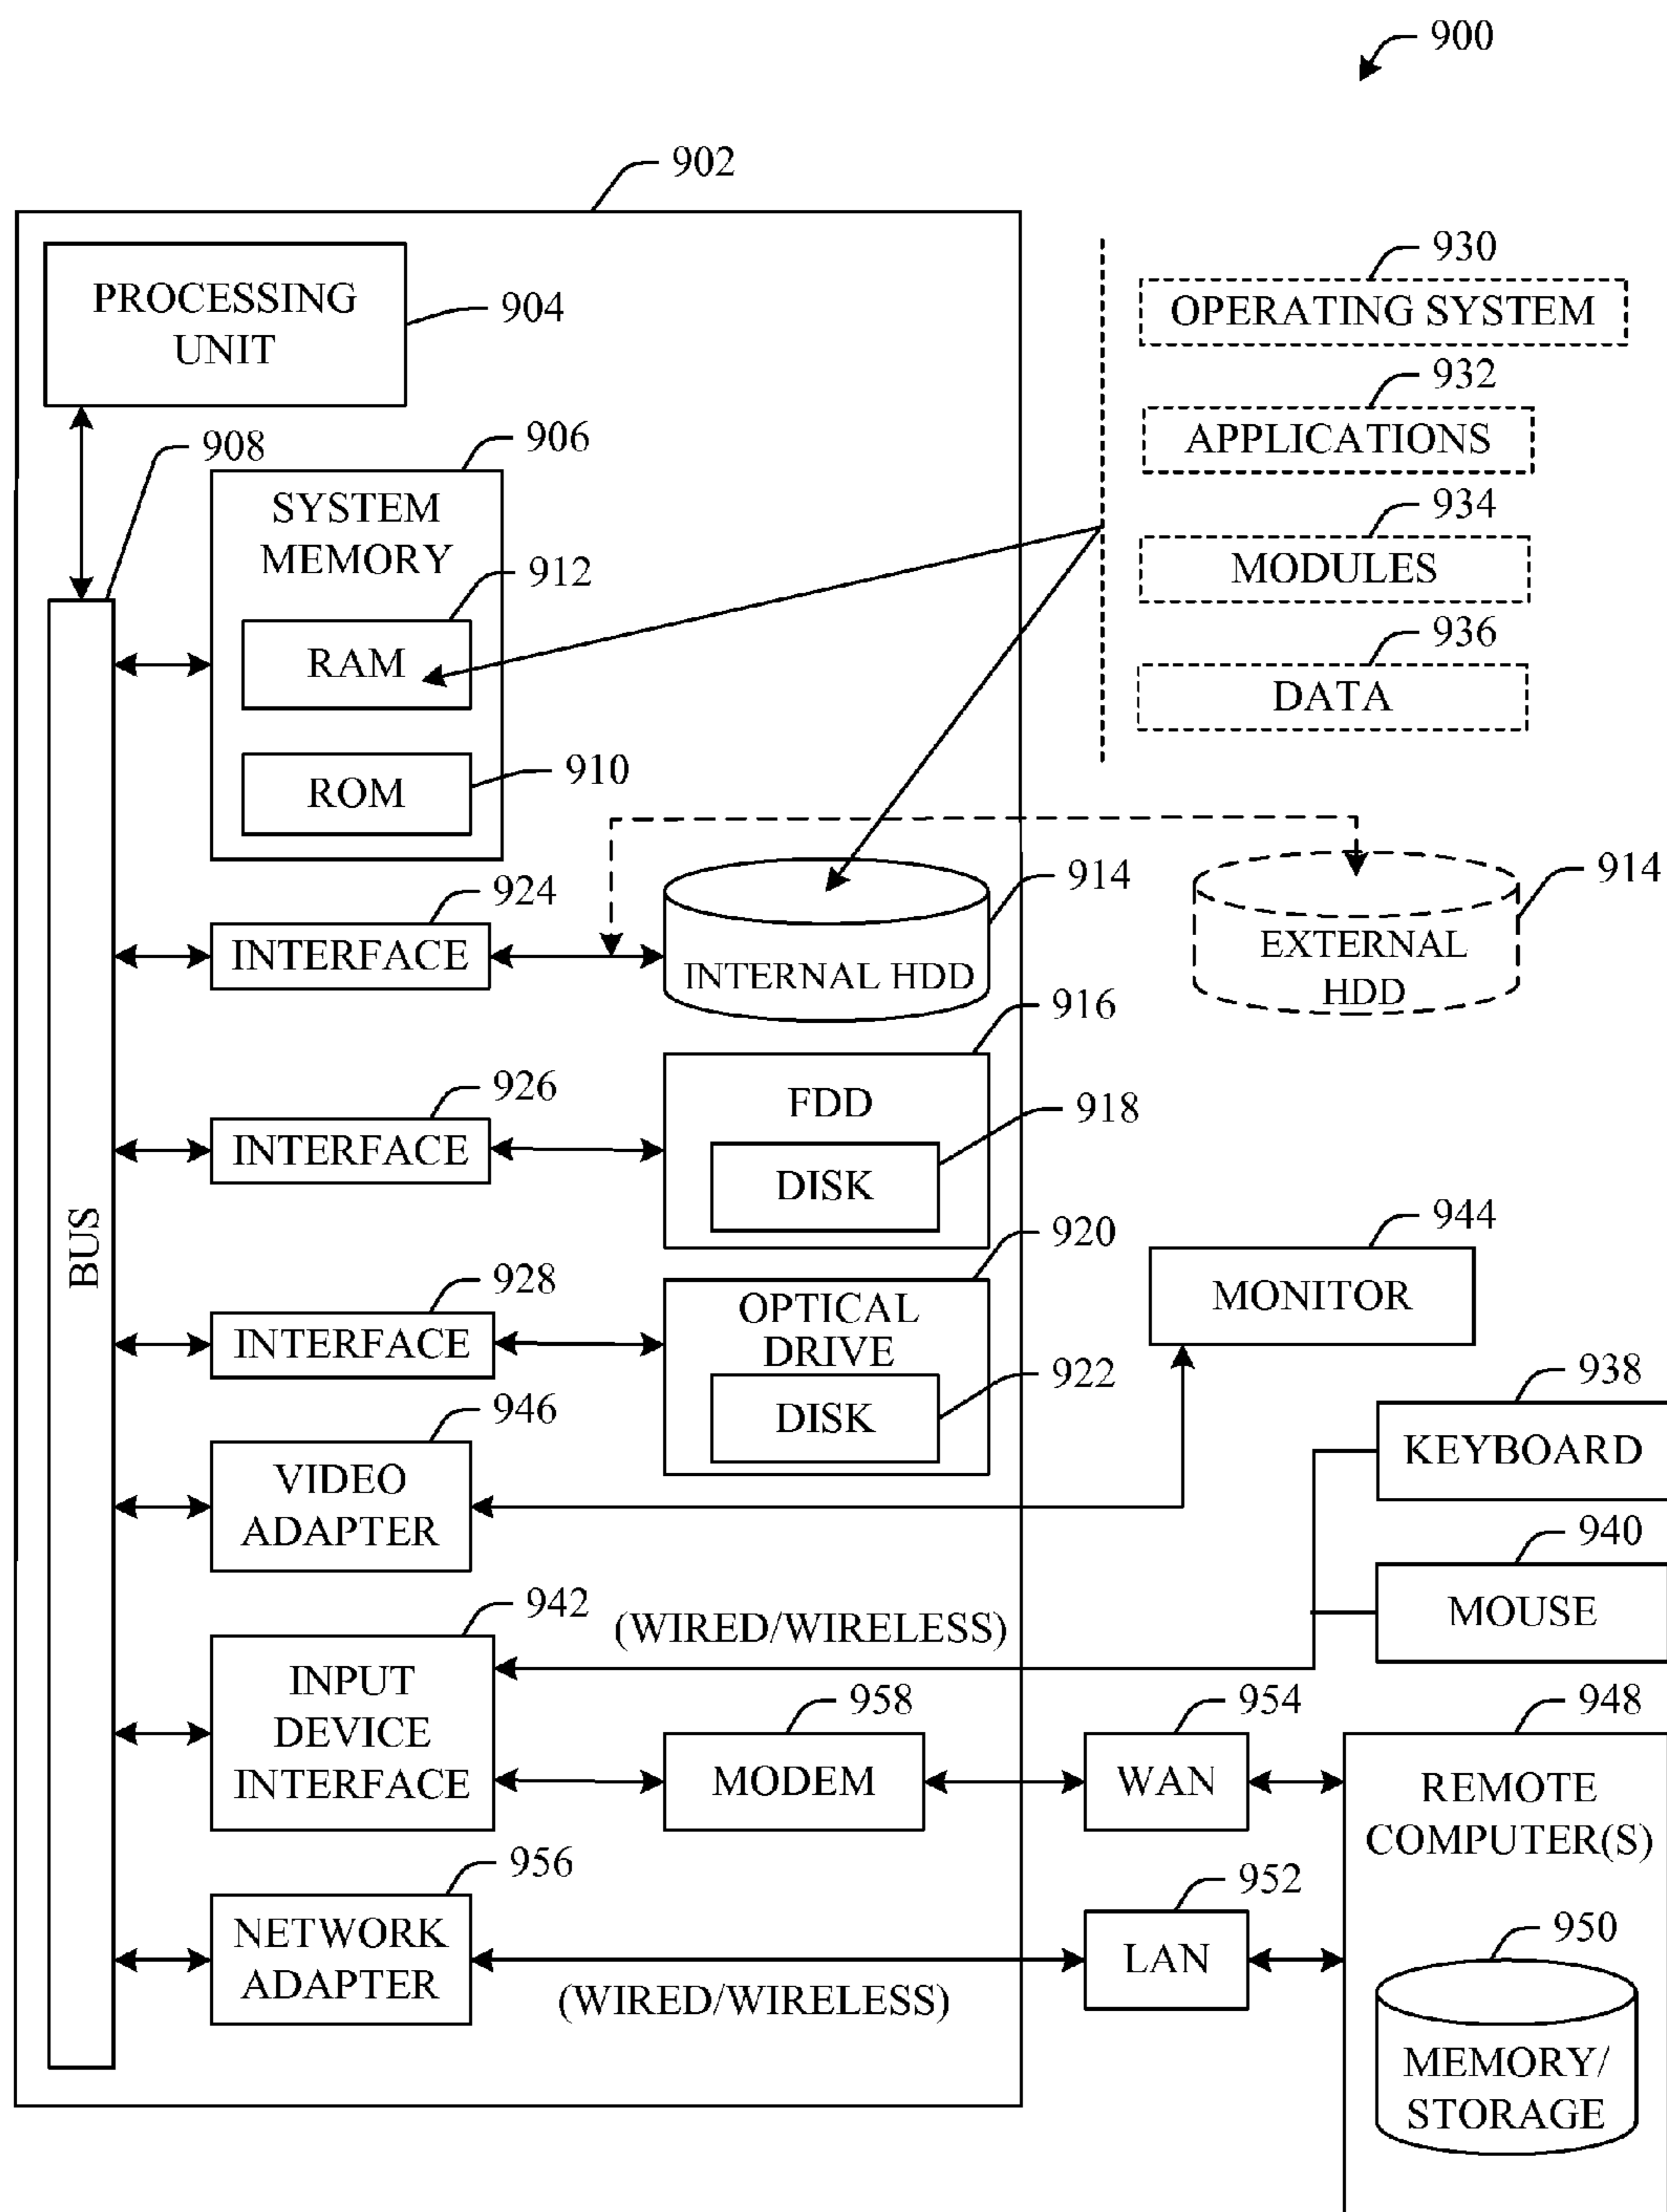 900
902
PROCESSING
UNIT
904
930
OPERATING SYSTEM
932
APPLICATIONS
934
MODULES
936
DATA
908
906
SYSTEM
MEMORY
912
RAM
910
ROM
924
INTERFACE
914
INTERNAL HDD
914
EXTERNAL
HDD
926
INTERFACE
916
FDD
918
DISK
BUS
928
INTERFACE
920
OPTICAL
DRIVE
922
DISK
944
MONITOR
946
VIDEO
ADAPTER
938
KEYBOARD
940
MOUSE
942
INPUT
DEVICE
INTERFACE
(WIRED/WIRELESS)
958
MODEM
954
WAN
948
REMOTE
COMPUTER(S)
956
NETWORK
ADAPTER
(WIRED/WIRELESS)
952
LAN
950
MEMORY/
STORAGE